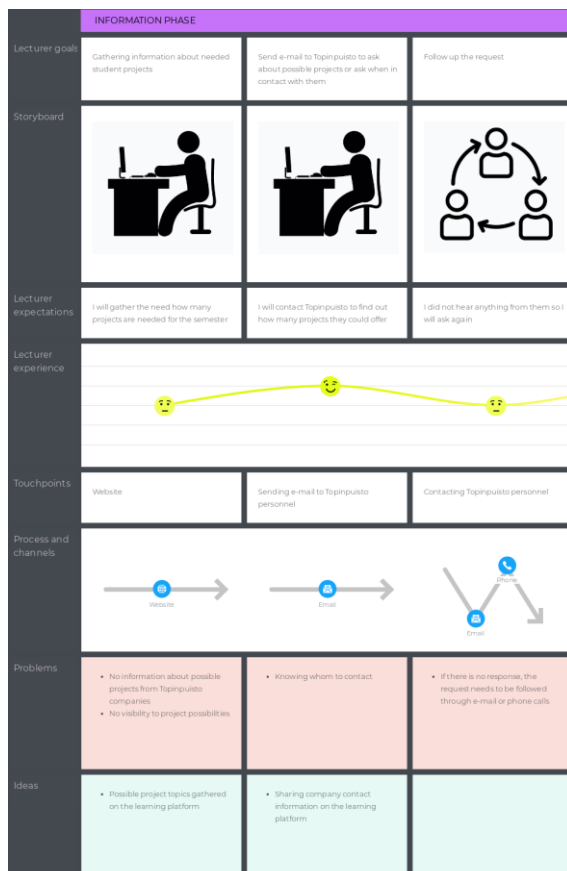 INFORMATION PHASE
Lecturer goals
Gathering information about needed
student projects
Send e-mail to Topinpuisto to ask
about possible projects or ask when in
contact with them
Follow up the request
Storyboard
Lecturer
expectations
I will gather the need how many
projects are needed for the semester
I will contact Topinpuisto to find out
how many projects they could offer
I did not hear anything from them so I
will ask again
Lecturer
experience
Touchpoints
Website
Sending e-mail to Topinpuisto
personnel
Contacting Topinpuisto personnel
Process and
channels
Website
Email
Phone
Email
Problems
• No information about possible
projects from Topinpuisto
companies
• No visibility to project possibilities
• Knowing whom to contact
• If there is no response, the
request needs to be followed
through e-mail or phone calls
Ideas
• Possible project topics gathered
on the learning platform
• Sharing company contact
information on the learning
platform